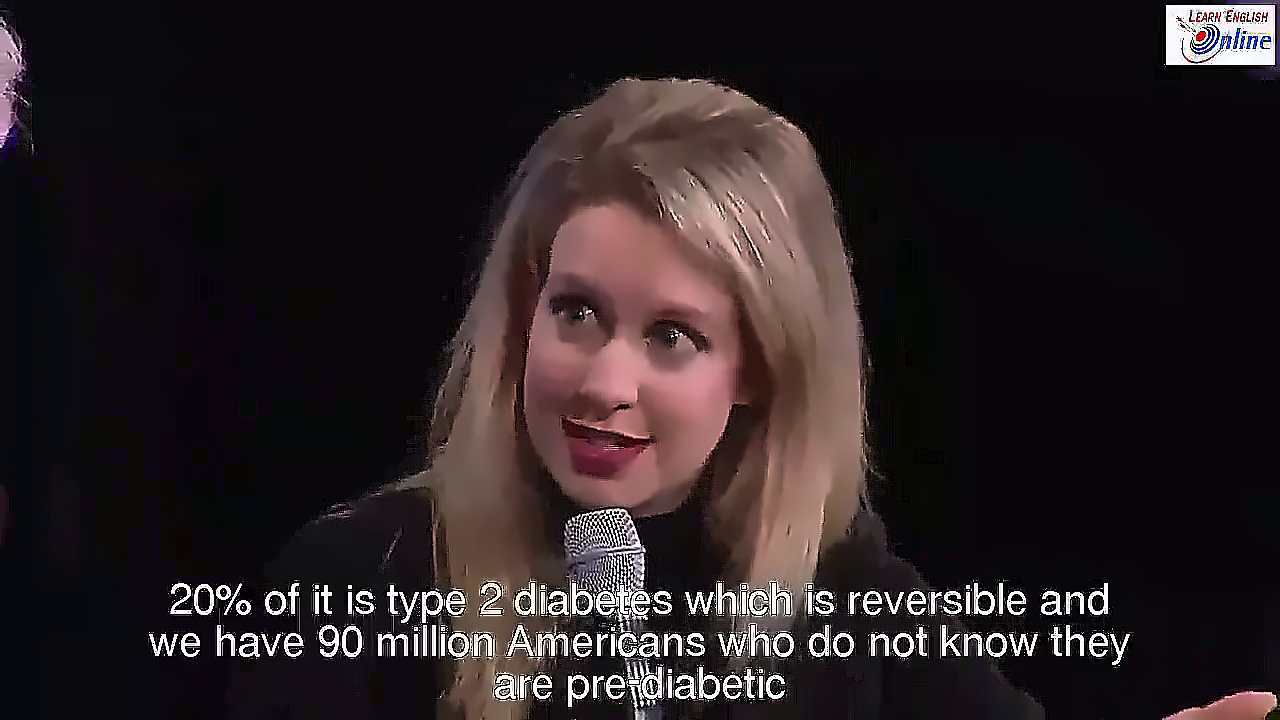 LEARN ENGLISH
Online
20% of it is type 2 diabetes which is reversible and
we have 90 million Americans who do not know they
are pre-diabetic